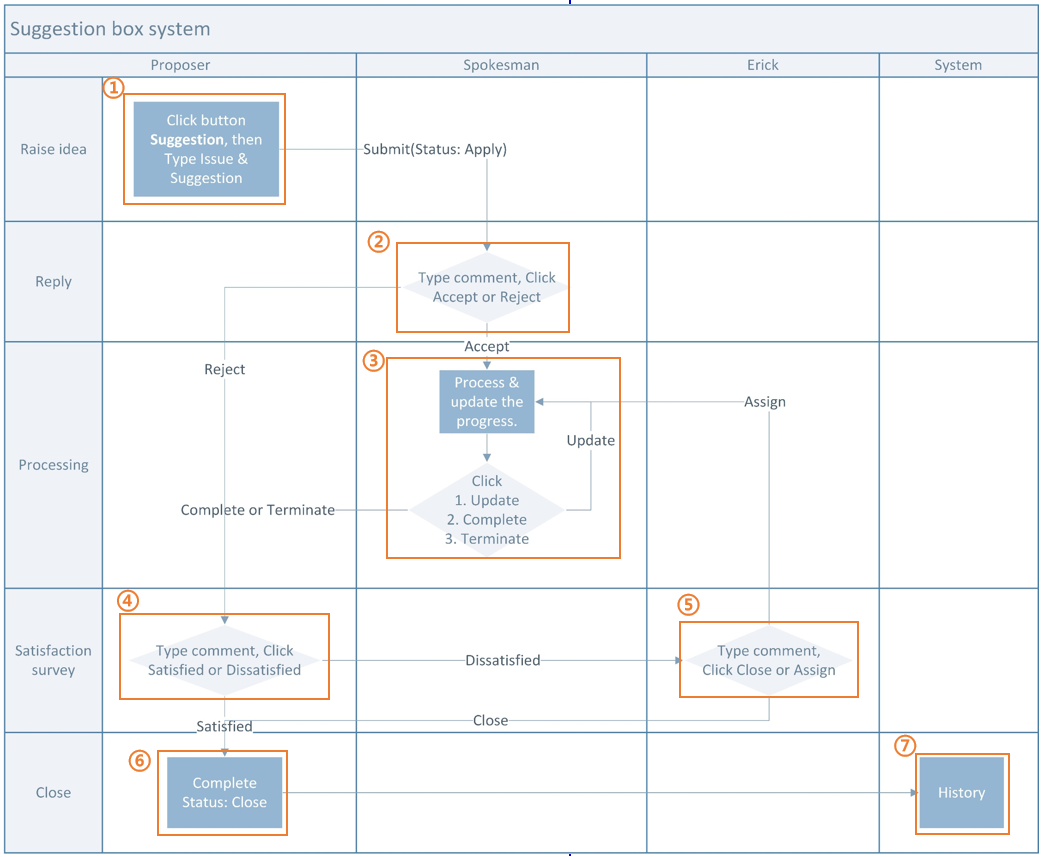 Suggestion box system
Proposer
Spokesman
Erick
System
Raise idea
①
Click button
Suggestion, then
Type Issue &
Suggestion
Submit(Status: Apply)
Reply
②
Type comment, Click
Accept or Reject
Accept
Reject
Processing
③
Process &
update the
progress.
Assign
Update
Click
1. Update
2. Complete
3. Terminate
Complete or Terminate
Satisfaction
survey
④
Type comment, Click
Satisfied or Dissatisfied
Dissatisfied
⑤
Type comment,
Click Close or Assign
Close
Satisfied
Close
⑥
Complete
Status: Close
⑦
History